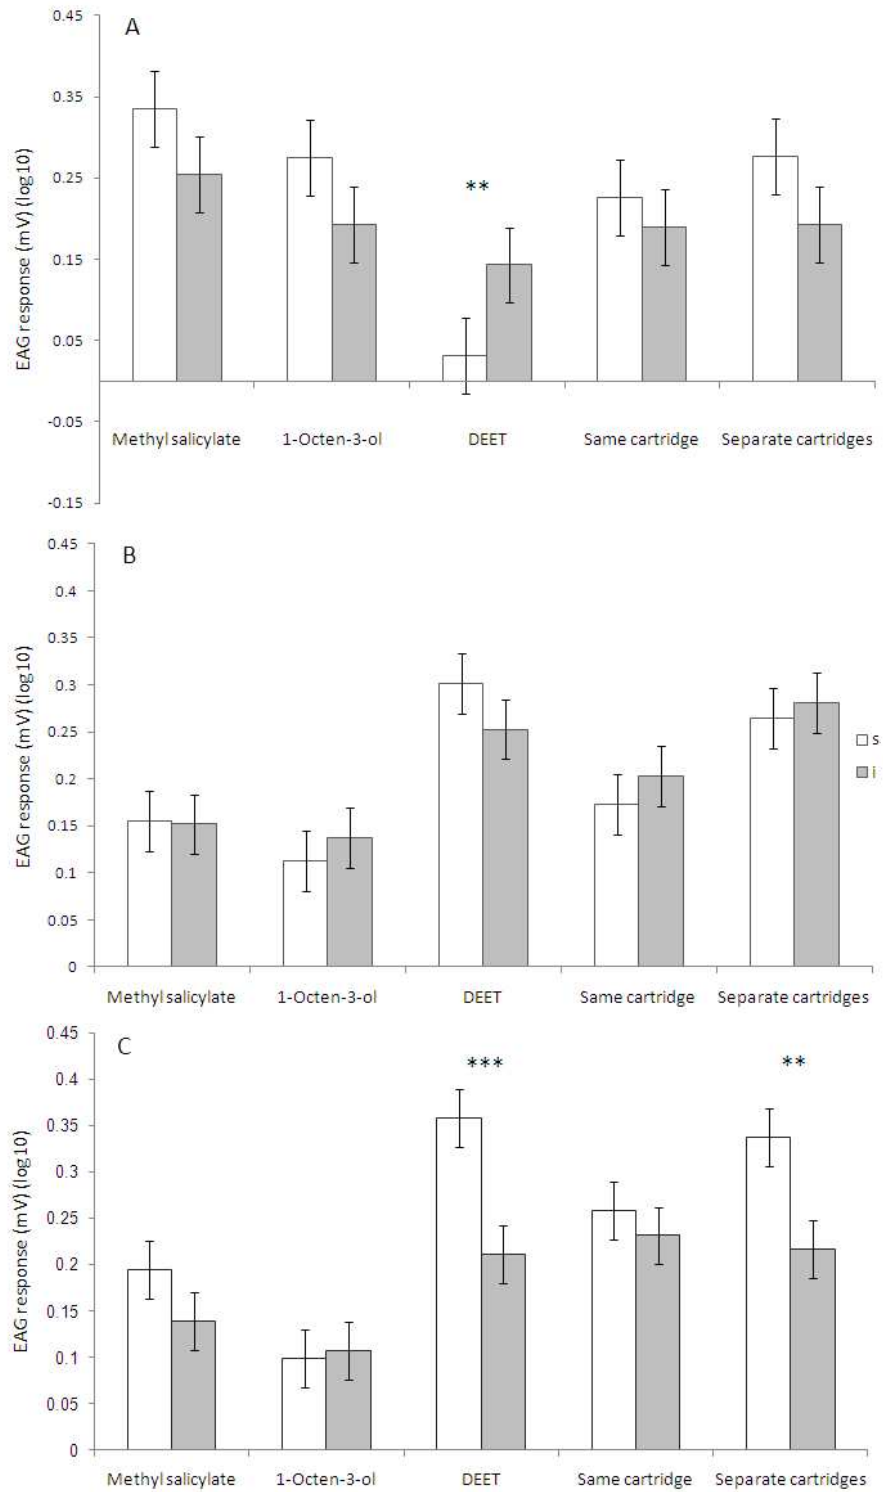 A
EAG response (mV) (log10)
0.45
0.35
0.25
0.15
0.05
-0.05
-0.15
**
Methyl salicylate 1-Octen-3-ol DEET Same cartridge Separate cartridges
B
EAG response (mV) (log10)
0.45
0.4
0.35
0.3
0.25
0.2
0.15
0.1
0.05
0
s
i
Methyl salicylate 1-Octen-3-ol DEET Same cartridge Separate cartridges
C
EAG response (mV) (log10)
0.45
0.4
0.35
0.3
0.25
0.2
0.15
0.1
0.05
0
*** **
Methyl salicylate 1-Octen-3-ol DEET Same cartridge Separate cartridges